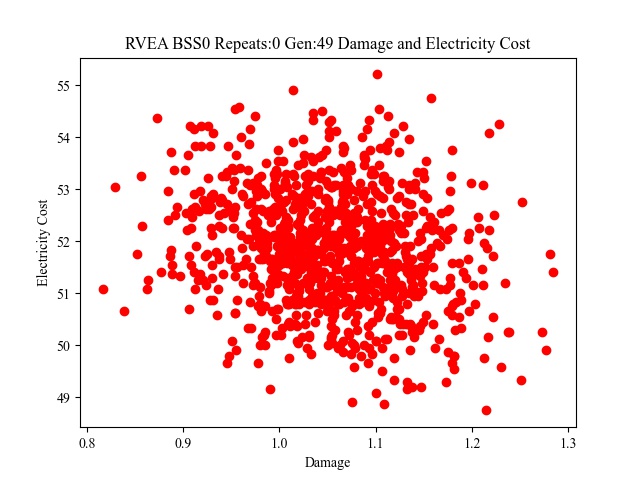 RVEA BSS0 Repeats:0 Gen:49 Damage and Electricity Cost
55
54
53
52
51
50
49
Electricity Cost
0.8 0.9 1.0 1.1 1.2 1.3
Damage